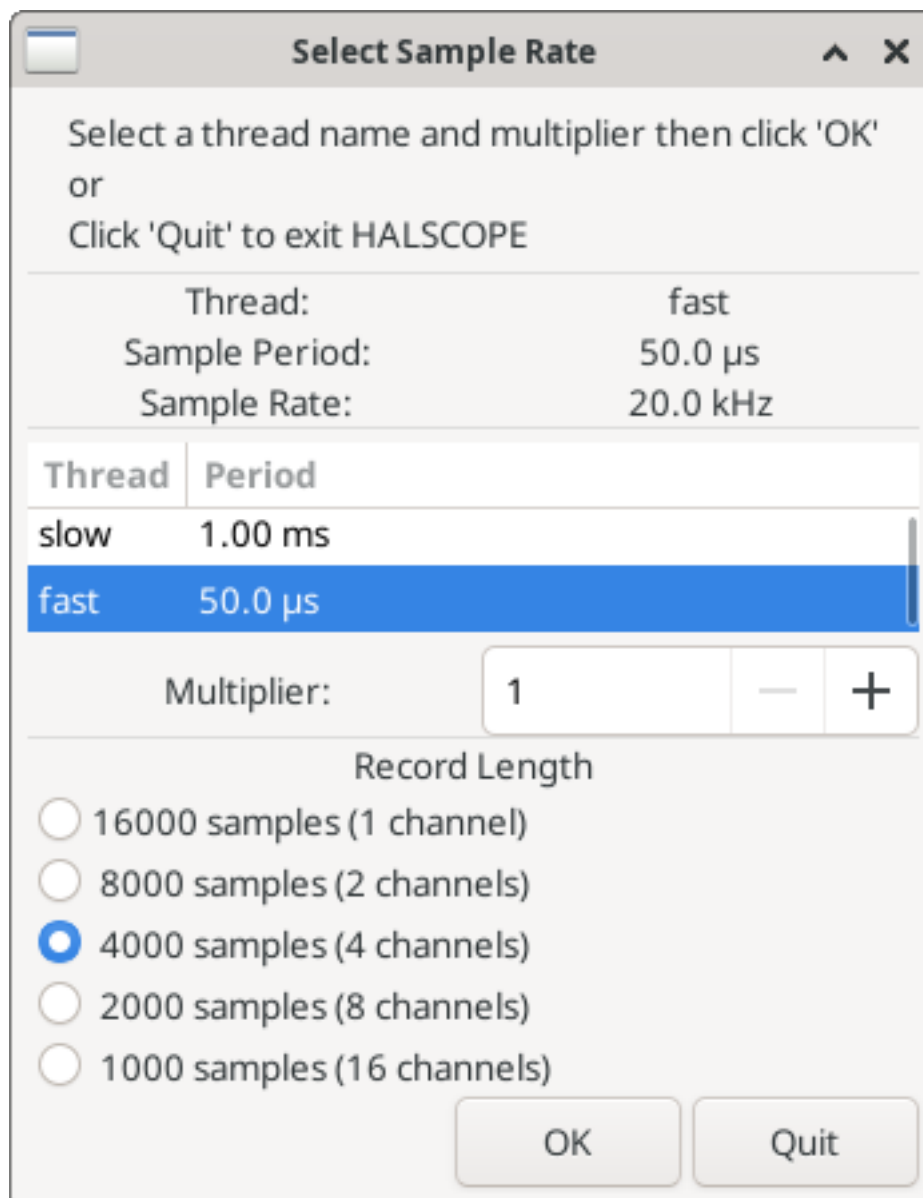 Select Sample Rate
Select a thread name and multiplier then click 'OK'
or
Click 'Quit' to exit HALSCOPE
Thread: fast
Sample Period: 50.0 µs
Sample Rate: 20.0 kHz
Thread Period
slow 1.00 ms
fast 50.0 µs
Multiplier: 1
Record Length
16000 samples (1 channel)
8000 samples (2 channels)
4000 samples (4 channels)
2000 samples (8 channels)
1000 samples (16 channels)
OK Quit